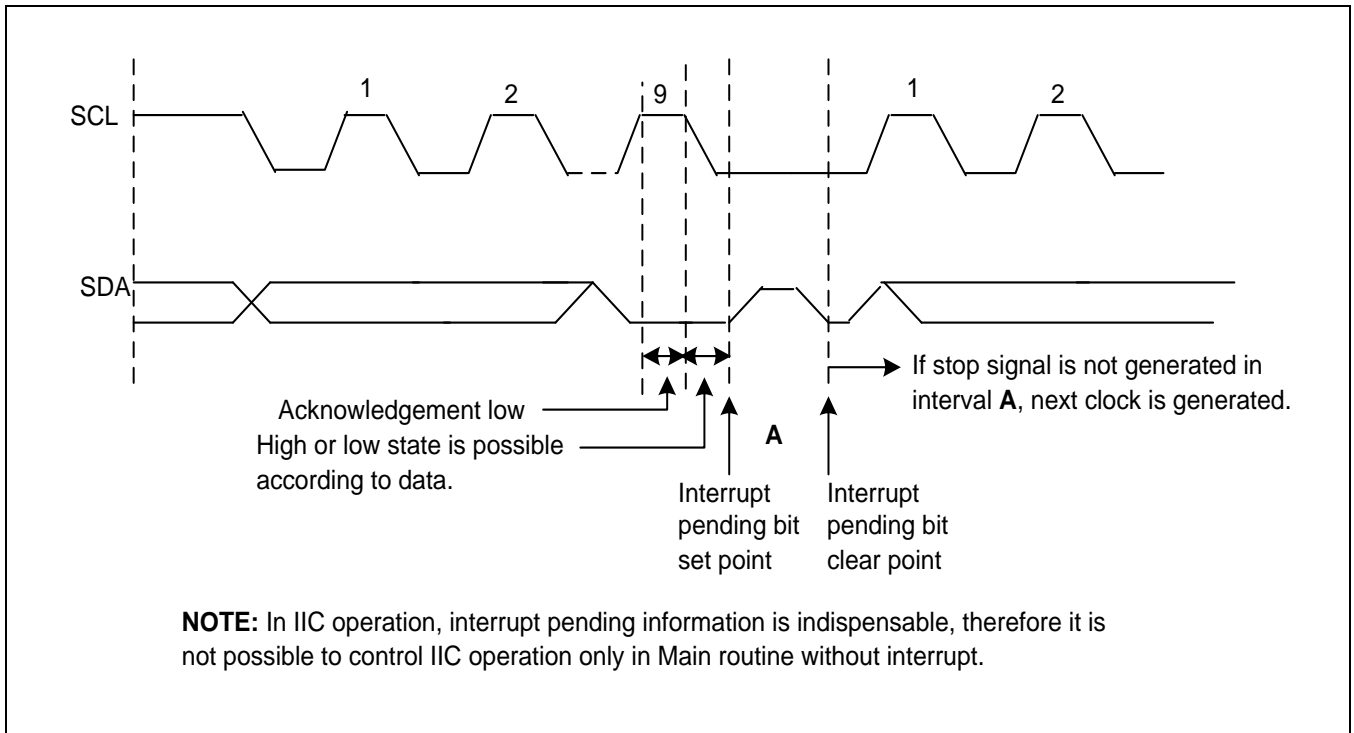 1 2 9 1 2
SCL
SDA
If stop signal is not generated in
interval A, next clock is generated.
Acknowledgement low
High or low state is possible
according to data.
A
Interrupt
pending bit
set point
Interrupt
pending bit
clear point
NOTE: In IIC operation, interrupt pending information is indispensable, therefore it is
not possible to control IIC operation only in Main routine without interrupt.